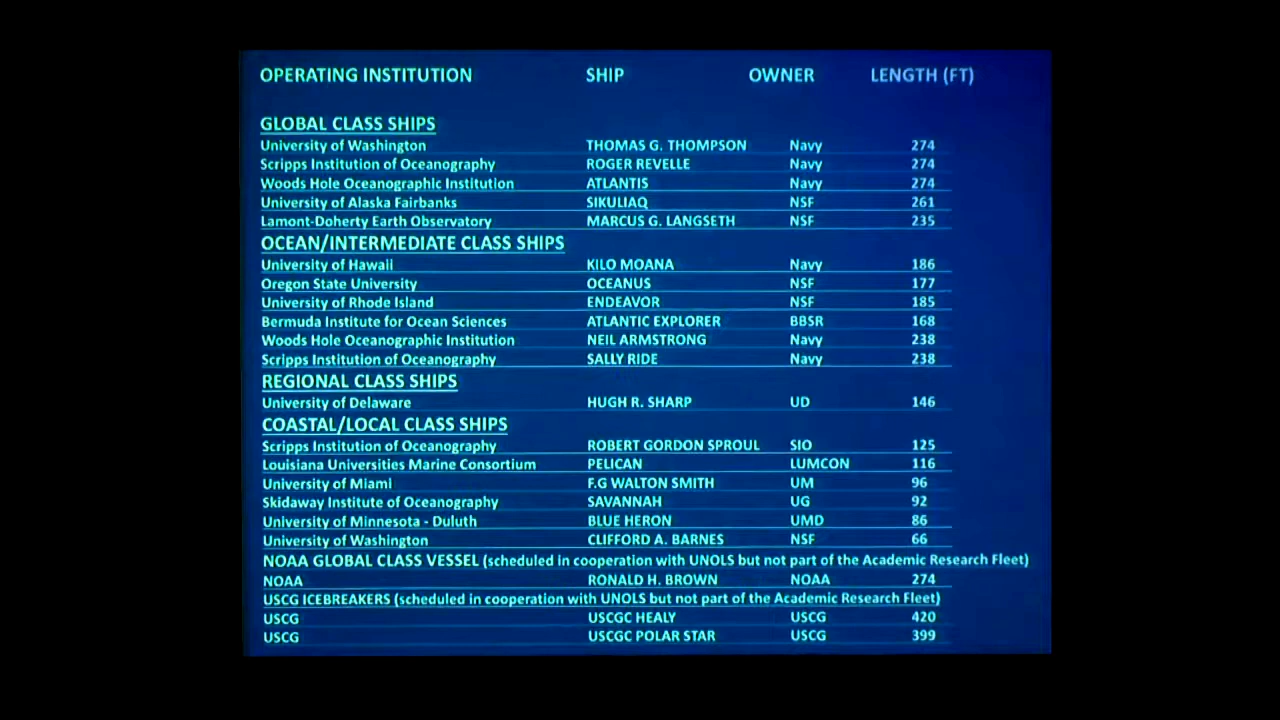 OPERATING INSTITUTION SHIP OWNER LENGTH (FT)
GLOBAL CLASS SHIPS
University of Washington THOMAS G. THOMPSON Navy 274
Scripps Institution of Oceanography ROGER REVELLE Navy 274
Woods Hole Oceanographic Institution ATLANTIS Navy 274
University of Alaska Fairbanks SIKULIAQ NSF 261
Lamont-Doherty Earth Observatory MARCUS G. LANGSETH NSF 235
OCEAN/INTERMEDIATE CLASS SHIPS
University of Hawaii KILO MOANA Navy 186
Oregon State University OCEANUS NSF 177
University of Rhode Island ENDEAVOR NSF 185
Bermuda Institute for Ocean Sciences ATLANTIC EXPLORER BBSR 168
Woods Hole Oceanographic Institution NEIL ARMSTRONG Navy 238
Scripps Institution of Oceanography SALLY RIDE Navy 238
REGIONAL CLASS SHIPS
University of Delaware HUGH R. SHARP UD 146
COASTAL/LOCAL CLASS SHIPS
Scripps Institution of Oceanography ROBERT GORDON SPROUL SIO 125
Louisiana Universities Marine Consortium PELICAN LUMCON 116
University of Miami F.G WALTON SMITH UM 96
Skidaway Institute of Oceanography SAVANNAH UG 92
University of Minnesota - Duluth BLUE HERON UMD 86
University of Washington CLIFFORD A. BARNES NSF 66
NOAA GLOBAL CLASS VESSEL (scheduled in cooperation with UNOLS but not part of the Academic Research Fleet)
NOAA RONALD H. BROWN NOAA 274
USCG ICEBREAKERS (scheduled in cooperation with UNOLS but not part of the Academic Research Fleet)
USCG USCGC HEALY USCG 420
USCG USCGC POLAR STAR USCG 399